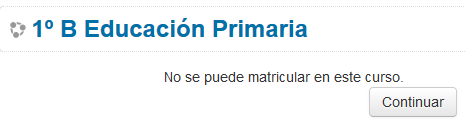 1º B Educación Primaria
No se puede matricular en este curso.
Continuar